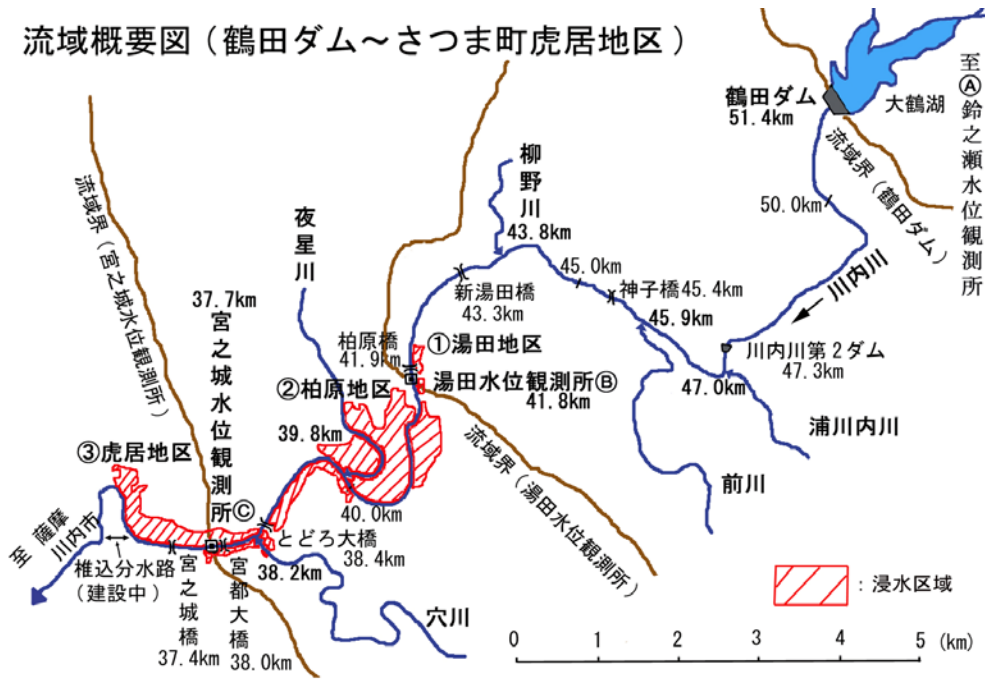 流域概要図(鶴田ダム～さつま町虎居地区)
至Ⓐ鈴之瀬水位観測所
大鶴湖
鶴田ダム
51.4km
流域界(鶴田ダム)
50.0km
川内川
柳野川
43.8km
45.0km
神子橋45.4km
45.9km
新湯田橋
43.3km
川内川第2ダム
47.3km
47.0km
浦川内川
前川
夜星川
流域界(宮之城水位観測所)
37.7km
宮之城水位観測所Ⓒ
柏原橋
41.9km
①湯田地区
湯田水位観測所Ⓑ
41.8km
②柏原地区
39.8km
流域界(湯田水位観測所)
③虎居地区
40.0km
とどろ大橋
38.4km
38.2km
至 薩摩川内市
椎込分水路
(建設中)
宮之城橋
37.4km
宮都大橋
38.0km
穴川
:浸水区域
0 1 2 3 4 5 (km)